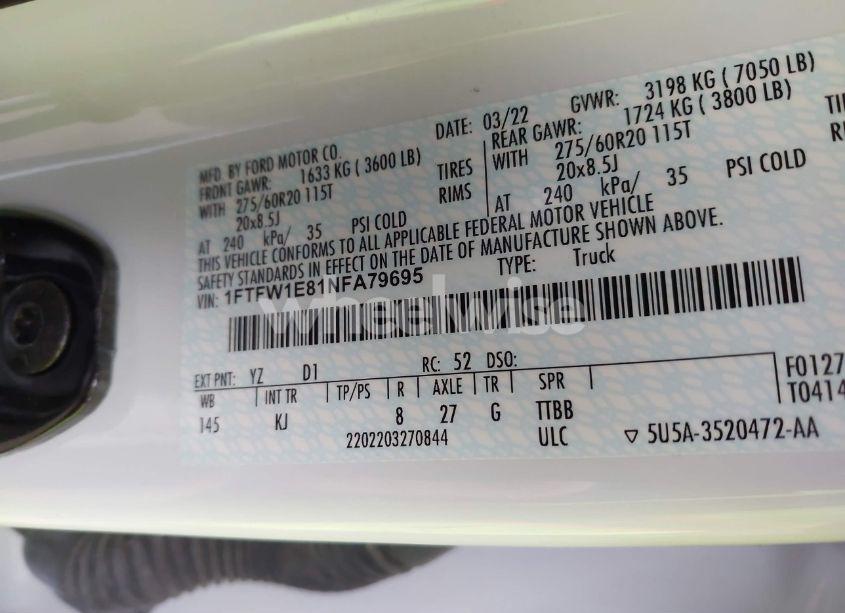 MFD. BY FORD MOTOR CO.
DATE: 03/22
GVWR: 3198 KG ( 7050 LB)
FRONT GAWR: 1633 KG ( 3600 LB)
REAR GAWR: 1724 KG ( 3800 LB)
WITH 275/60R20 115T TIRES
WITH 275/60R20 115T TIR
20x8.5J RIMS
20x8.5J
AT 240 kPa/ 35 PSI COLD
AT 240 kPa/ 35 PSI COLD
THIS VEHICLE CONFORMS TO ALL APPLICABLE FEDERAL MOTOR VEHICLE
SAFETY STANDARDS IN EFFECT ON THE DATE OF MANUFACTURE SHOWN ABOVE.
VIN: 1FTFW1E81NFA79695
TYPE: Truck
wheelwise
EXT PNT: YZ D1 RC: 52 DSO:
WB INT TR TP/PS R AXLE TR SPR
145 KJ 8 27 G TTBB
2202203270844 ULC
▽ 5U5A-3520472-AA
F0127
T0414